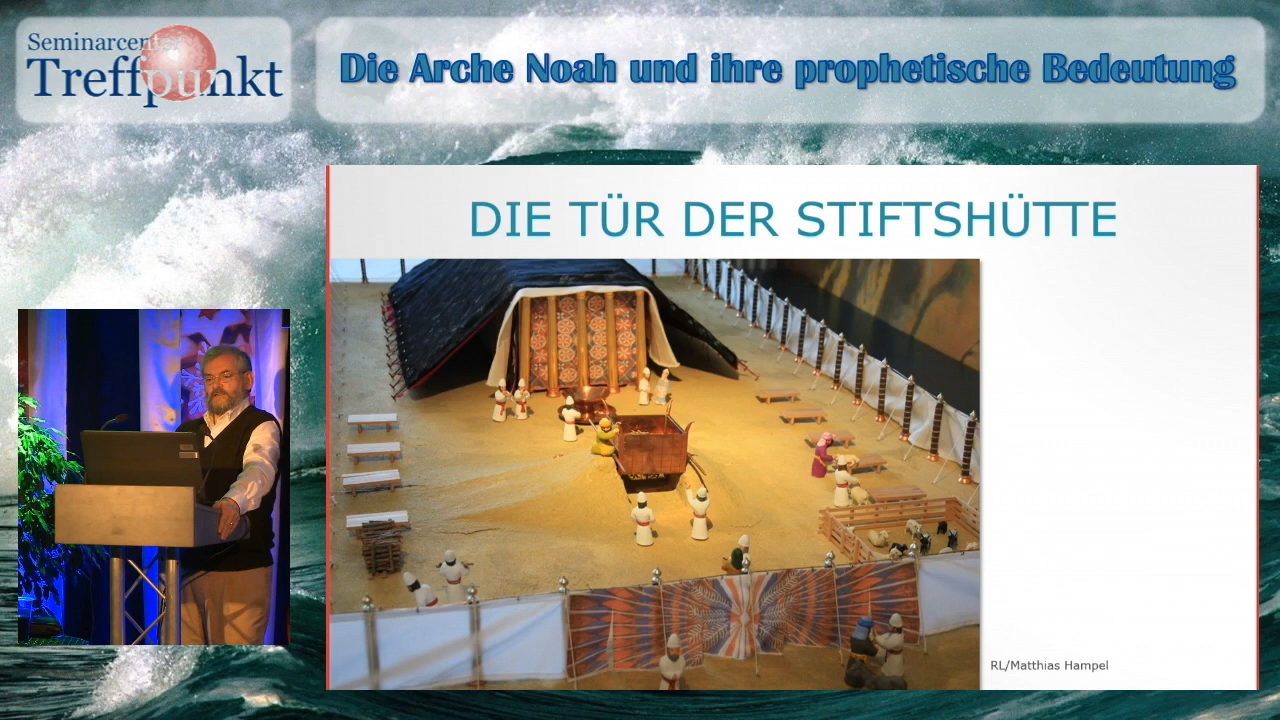 Seminarcenter
Treffpunkt
Die Arche Noah und ihre prophetische Bedeutung
DIE TÜR DER STIFTSHÜTTE
RL/Matthias Hampel